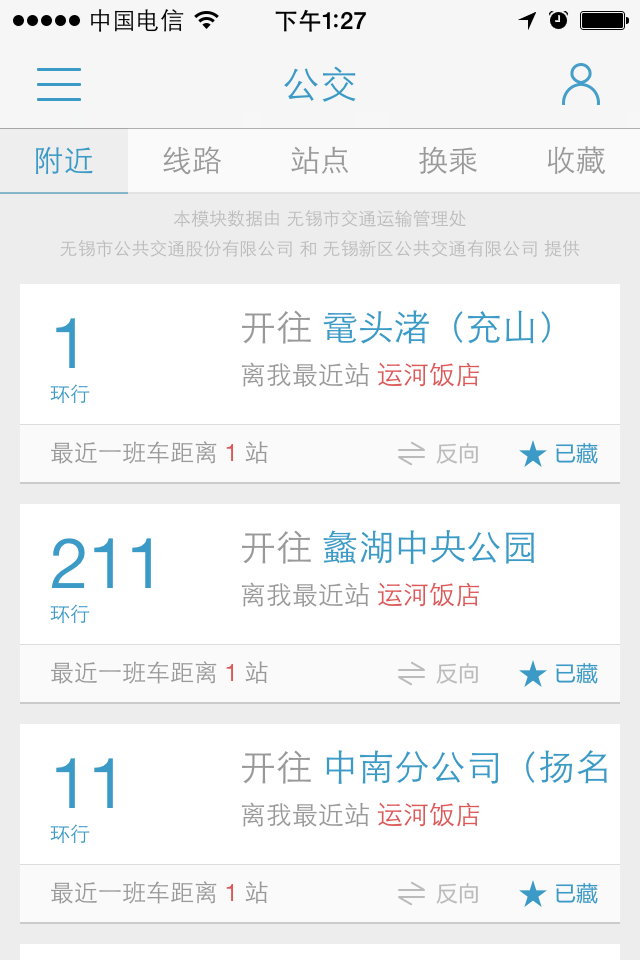 中国电信 下午1:27
公交
附近 线路 站点 换乘 收藏
本模块数据由 无锡市交通运输管理处
无锡市公共交通股份有限公司 和 无锡新区公共交通有限公司 提供
1 开往 鼋头渚（充山）
环行 离我最近站 运河饭店
最近一班车距离 1 站 反向 已藏
211 开往 蠡湖中央公园
环行 离我最近站 运河饭店
最近一班车距离 1 站 反向 已藏
11 开往 中南分公司（扬名
环行 离我最近站 运河饭店
最近一班车距离 1 站 反向 已藏